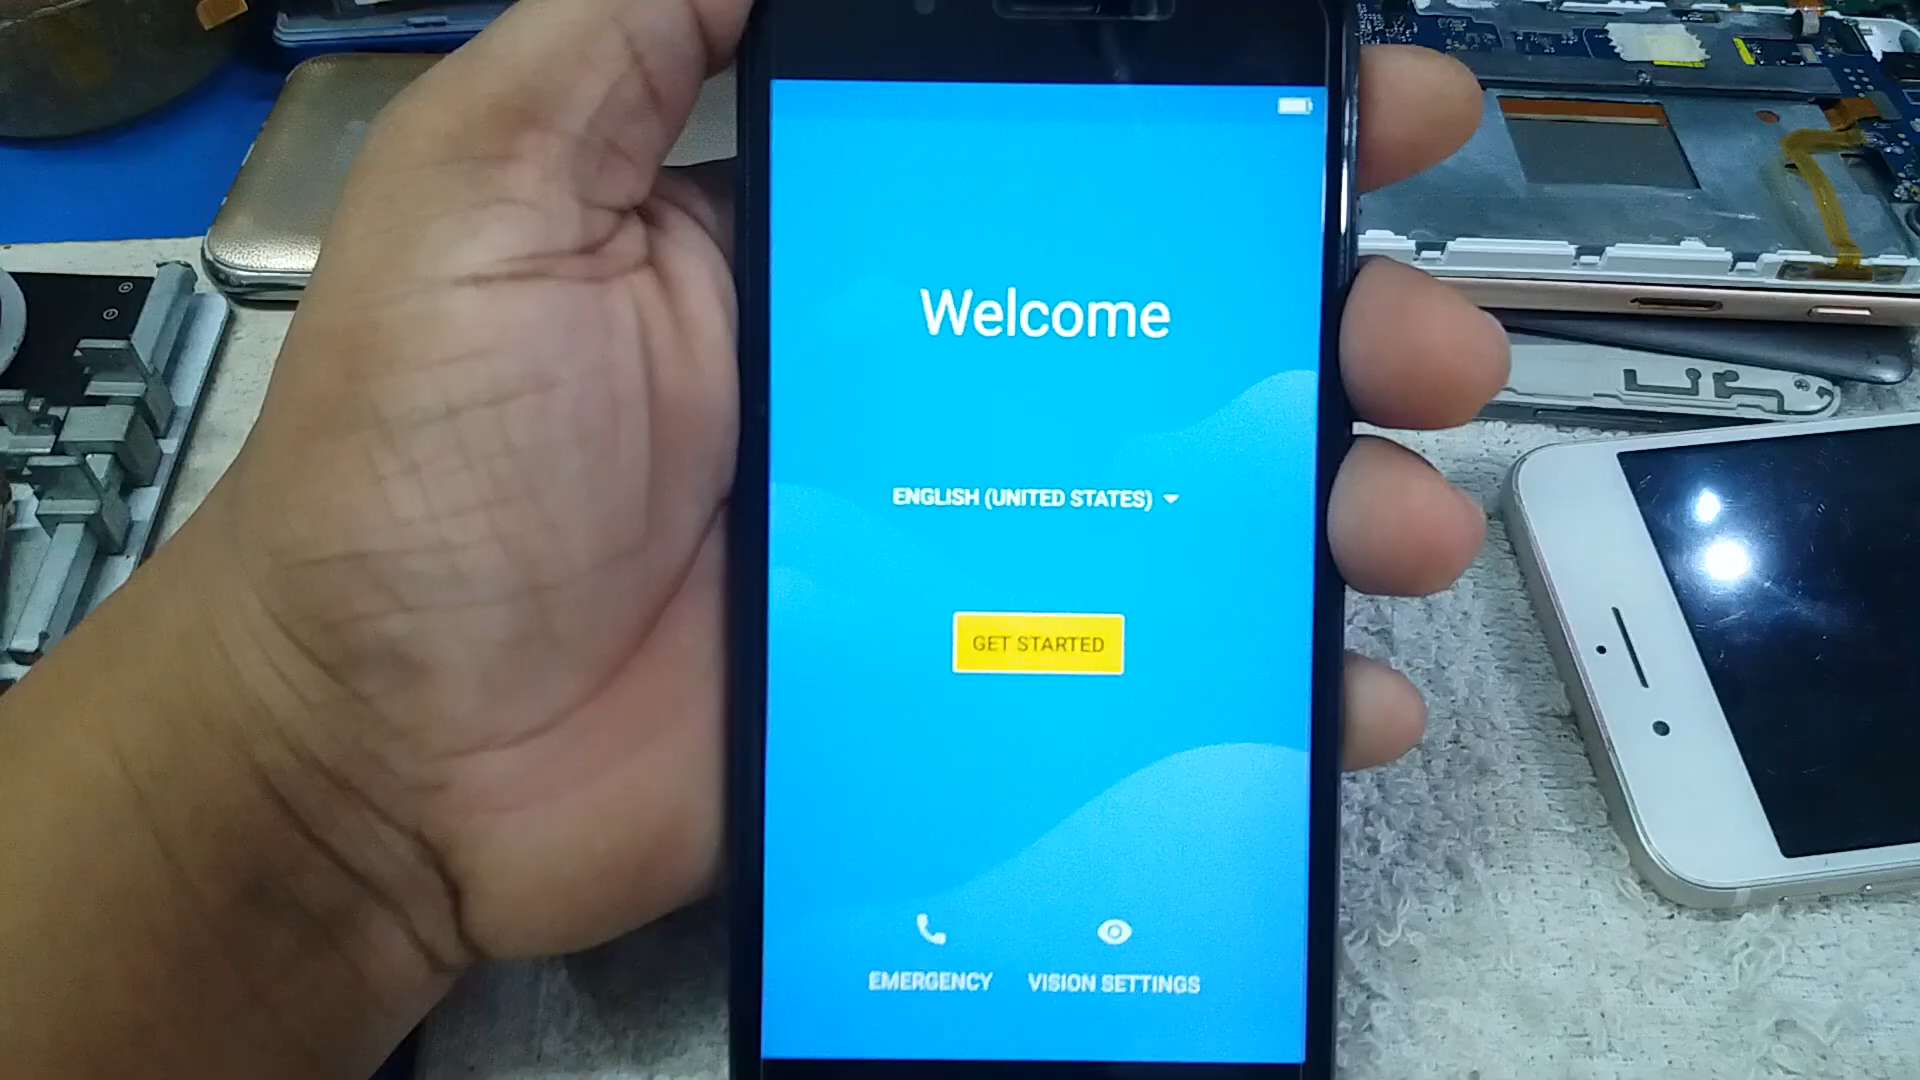 Welcome
ENGLISH (UNITED STATES)
GET STARTED
EMERGENCY
VISION SETTINGS